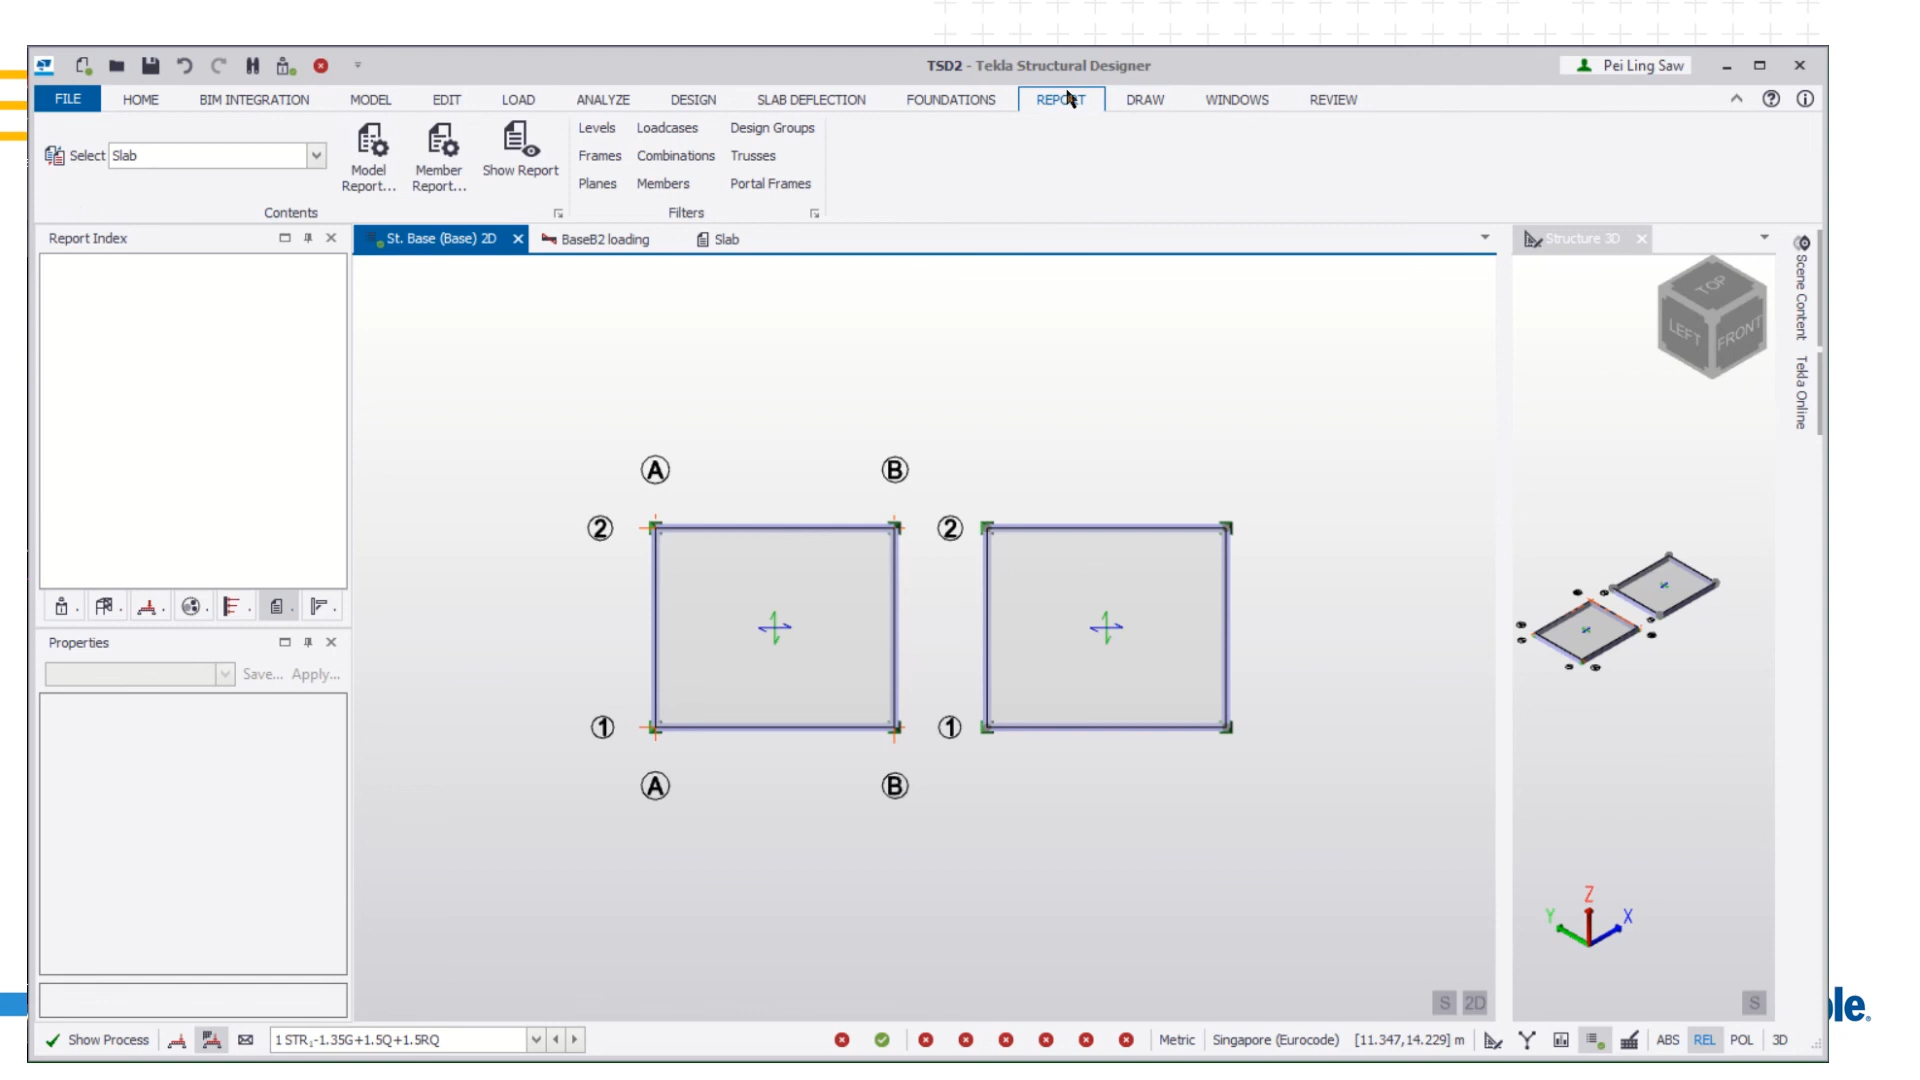 TSD2 - Tekla Structural Designer
Pei Ling Saw
FILE HOME BIM INTEGRATION MODEL EDIT LOAD ANALYZE DESIGN SLAB DEFLECTION FOUNDATIONS REPORT DRAW WINDOWS REVIEW
Select Slab
Model Report...
Member Report...
Show Report
Levels Loadcases Design Groups
Frames Combinations Trusses
Planes Members Portal Frames
Contents Filters
Report Index
St. Base (Base) 2D BaseB2 loading Slab
Structure 3D
Scene Content
Tekla Online
TOP
LEFT FRONT
A B
2 2
1 1
A B
Properties
Save... Apply...
Z
Y X
S 2D S
ble.
Show Process 1 STR₁-1.35G+1.5Q+1.5RQ Metric Singapore (Eurocode) [11.347,14.229] m ABS REL POL 3D